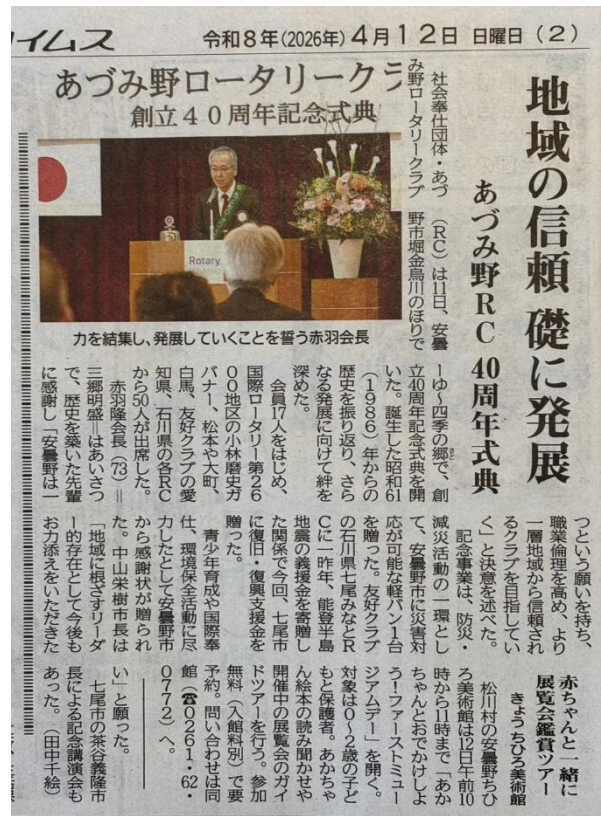 イムス
令和8年(2026年)4月12日 日曜日(2)
あづみ野ロータリークラ
創立40周年記念式典
Rotary
力を結集し、発展していくことを誓う赤羽会長
地域の信頼 礎に発展
あづみ野RC 40周年式典
社会奉仕団体・あづ
み野ロータリークラブ
(RC)は11日、安曇
野市堀金烏川のほりで
ーゆ〜四季の郷で、創
さと
立40周年記念式典を開
いた。誕生した昭和61
(1986)年からの
歴史を振り返り、さら
なる発展に向けて絆を
深めた。
会員17人をはじめ、
国際ロータリー第26
00地区の小林磨史ガ
バナー、松本や大町、
白馬、友好クラブの愛
知県、石川県の各RC
から50人が出席した。
赤羽隆会長(73)=
三郷明盛=はあいさつ
で、歴史を築いた先輩
に感謝し「安曇野は一
つという願いを持ち、
職業倫理を高め、より
一層地域から信頼され
るクラブを目指してい
く」と決意を述べた。
記念事業は、防災・
減災活動の一環とし
て、安曇野市に災害対
応が可能な軽バン1台
を贈った。友好クラブ
の石川県七尾みなとR
Cに一昨年、能登半島
地震の義援金を寄贈し
た関係で今回、七尾市
に復旧・復興支援金を
贈った。
青少年育成や国際奉
仕、環境保全活動に尽
力したとして安曇野市
から感謝状が贈られ
た。中山栄樹市長は
「地域に根ざすリーダ
ー的存在として今後も
お力添えをいただきた
い」と願った。
七尾市の茶谷義隆市
長による記念講演会も
あった。(田中千絵)
赤ちゃんと一緒に
展覧会鑑賞ツアー
きょう ちひろ美術館
松川村の安曇野ちひ
ろ美術館は12日午前10
時から11時まで「あか
ちゃんとおでかけしよ
う!ファーストミュー
ジアムデー」を開く。
対象は0〜2歳の子ど
もと保護者。あかちゃ
ん絵本の読み聞かせや
開催中の展覧会のガイ
ドツアーを行う。参加
無料(入館料別)で要
予約。問い合わせは同
館(☎0261・62・
0772)へ。